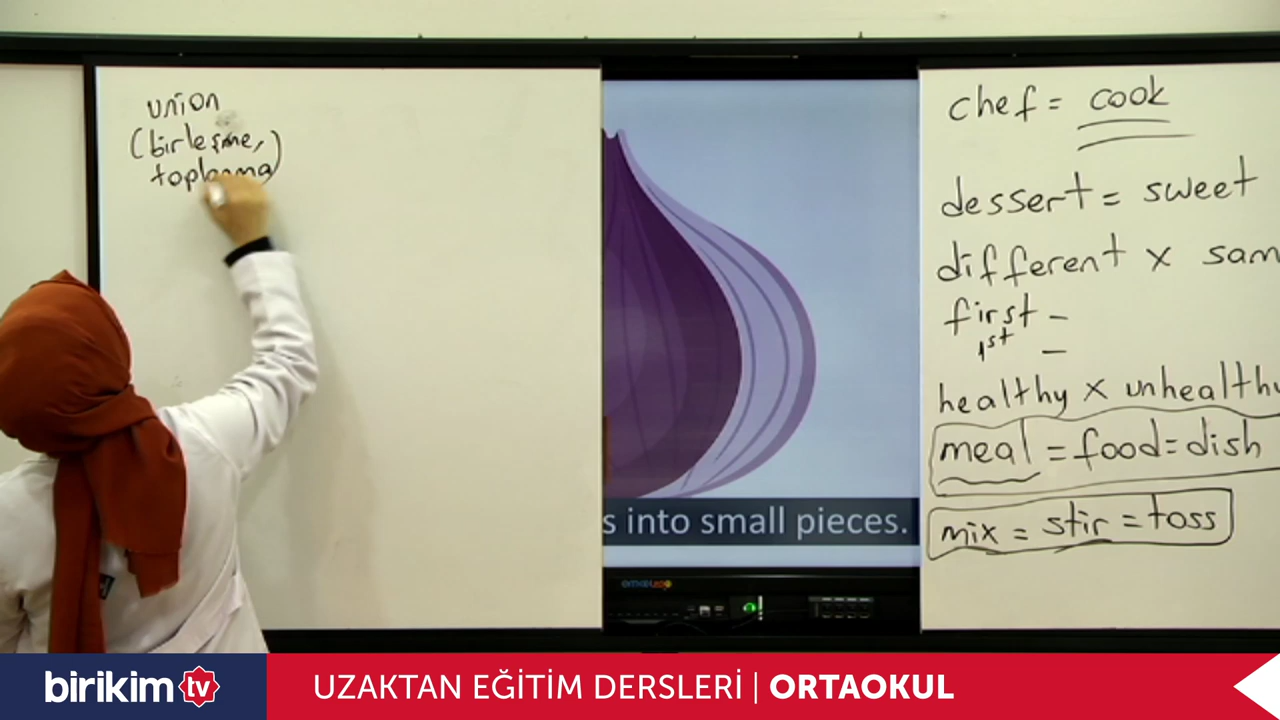 union
(birleşme,
toplanma)
s into small pieces.
chef = cook
dessert = sweet
different x sam
first -
1st -
healthy x unhealthy
meal = food = dish
mix = stir = toss
birikim tv
UZAKTAN EĞİTİM DERSLERİ | ORTAOKUL